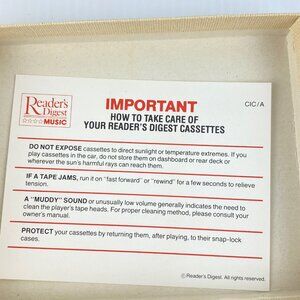 Reader's
Digest
☆☆☆☆ MUSIC
IMPORTANT
CIC/A
HOW TO TAKE CARE OF
YOUR READER'S DIGEST CASSETTES
DO NOT EXPOSE cassettes to direct sunlight or temperature extremes. If you
play cassettes in the car, do not store them on dashboard or rear deck or
wherever the sun's harmful rays can reach them.
IF A TAPE JAMS, run it on "fast forward" or "rewind" for a few seconds to relieve
tension.
A "MUDDY" SOUND or unusually low volume generally indicates the need to
clean the player's tape heads. For proper cleaning method, please consult your
owner's manual.
PROTECT your cassettes by returning them, after playing, to their snap-lock
cases.
© Reader's Digest. All rights reserved.